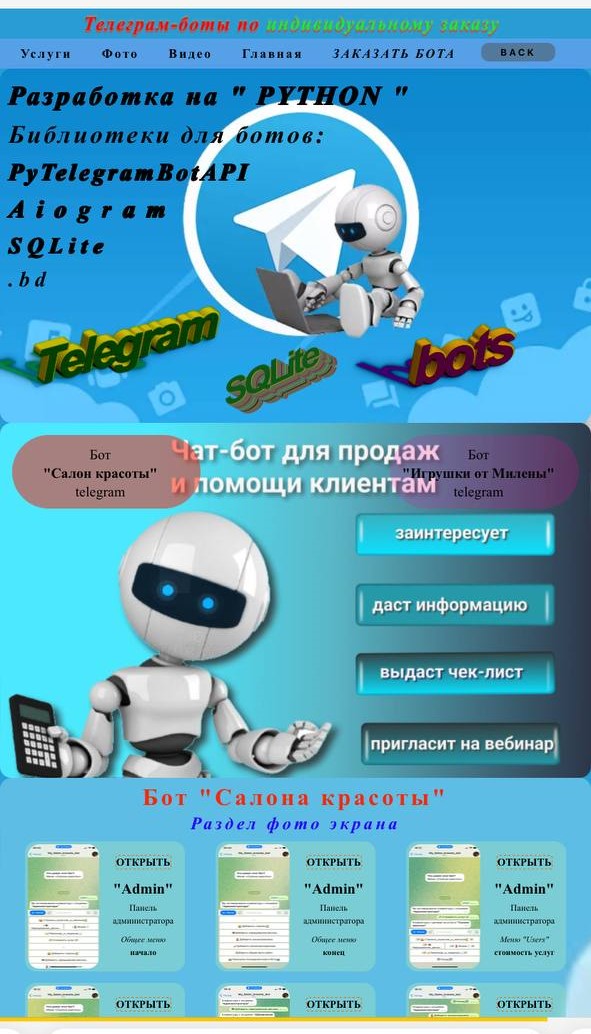 Телеграм-боты по индивидуальному заказу
Услуги Фото Видео Главная ЗАКАЗАТЬ БОТА BACK
Разработка на " PYTHON "
Библиотеки для ботов:
PyTelegramBotAPI
Aiogram
SQLite
.bd
Telegram SQLite bots
Чат-бот для продаж
и помощи клиентам
Бот
"Салон красоты"
telegram
Бот
"Игрушки от Милены"
telegram
заинтересует
даст информацию
выдаст чек-лист
пригласит на вебинар
Бот "Салона красоты"
Раздел фото экрана
ОТКРЫТЬ
"Admin"
Панель
администратора
Общее меню
начало
ОТКРЫТЬ
"Admin"
Панель
администратора
Общее меню
конец
ОТКРЫТЬ
"Admin"
Панель
администратора
Меню "Users"
стоимость услуг
ОТКРЫТЬ
ОТКРЫТЬ
ОТКРЫТЬ